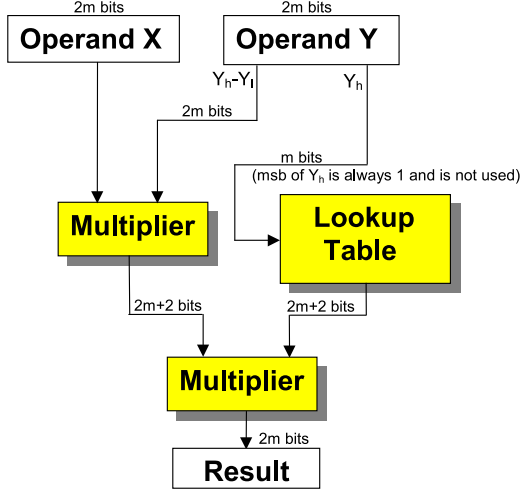 2m bits
2m bits
Operand X
Operand Y
Yh-Yl
Yh
2m bits
m bits
(msb of Yh is always 1 and is not used)
Multiplier
Lookup
Table
2m+2 bits
2m+2 bits
Multiplier
2m bits
Result